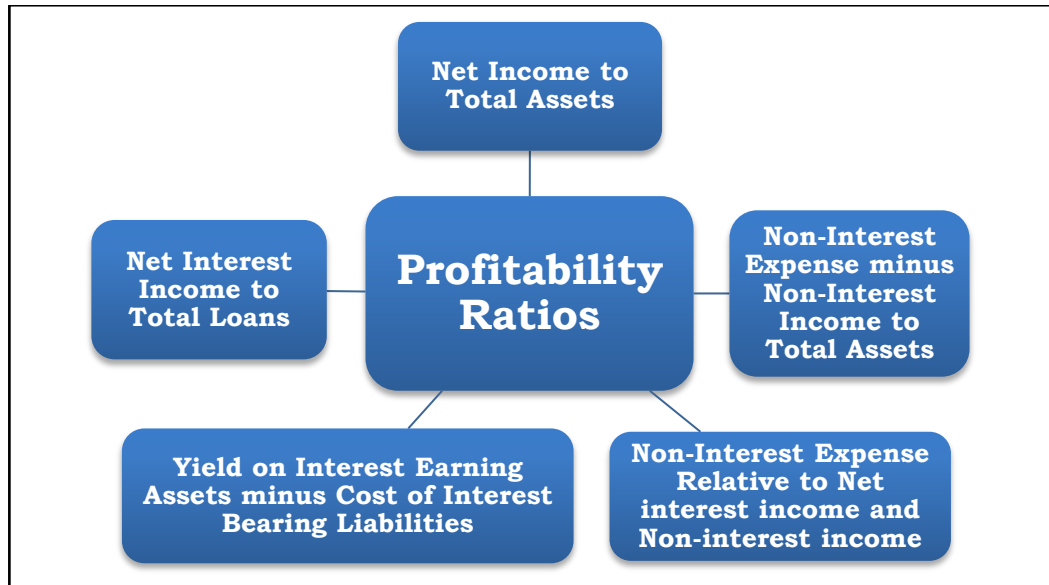 Net Income to
Total Assets
Net Interest
Income to
Total Loans
Profitability
Ratios
Non-Interest
Expense minus
Non-Interest
Income to
Total Assets
Yield on Interest Earning
Assets minus Cost of Interest
Bearing Liabilities
Non-Interest Expense
Relative to Net
interest income and
Non-interest income